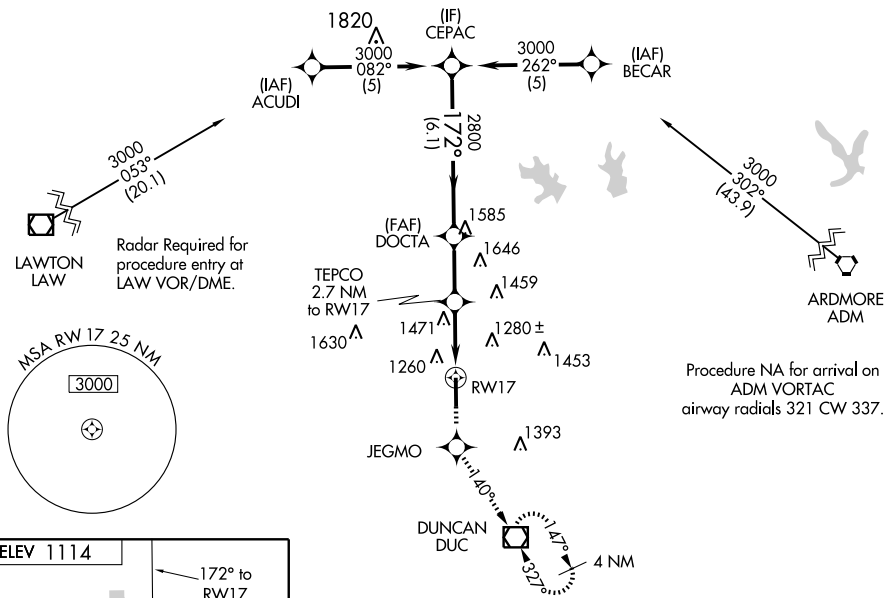 1820
(IF)
CEPAC
3000
082°
(5)
3000
262°
(5)
(IAF)
ACUDI
(IAF)
BECAR
2800
172°
(6.1)
3000
053°
(20.1)
3000
302°
(43.9)
LAWTON
LAW
Radar Required for
procedure entry at
LAW VOR/DME.
(FAF)
DOCTA
1585
1646
TEPCO
2.7 NM
to RW17
1459
ARDMORE
ADM
1630
1471
1280 ±
1260
1453
MSA RW 17 25 NM
3000
RW17
Procedure NA for arrival on
ADM VORTAC
airway radials 321 CW 337.
JEGMO
1393
140°
DUNCAN
DUC
147°
327°
4 NM
ELEV 1114
172° to
RW17